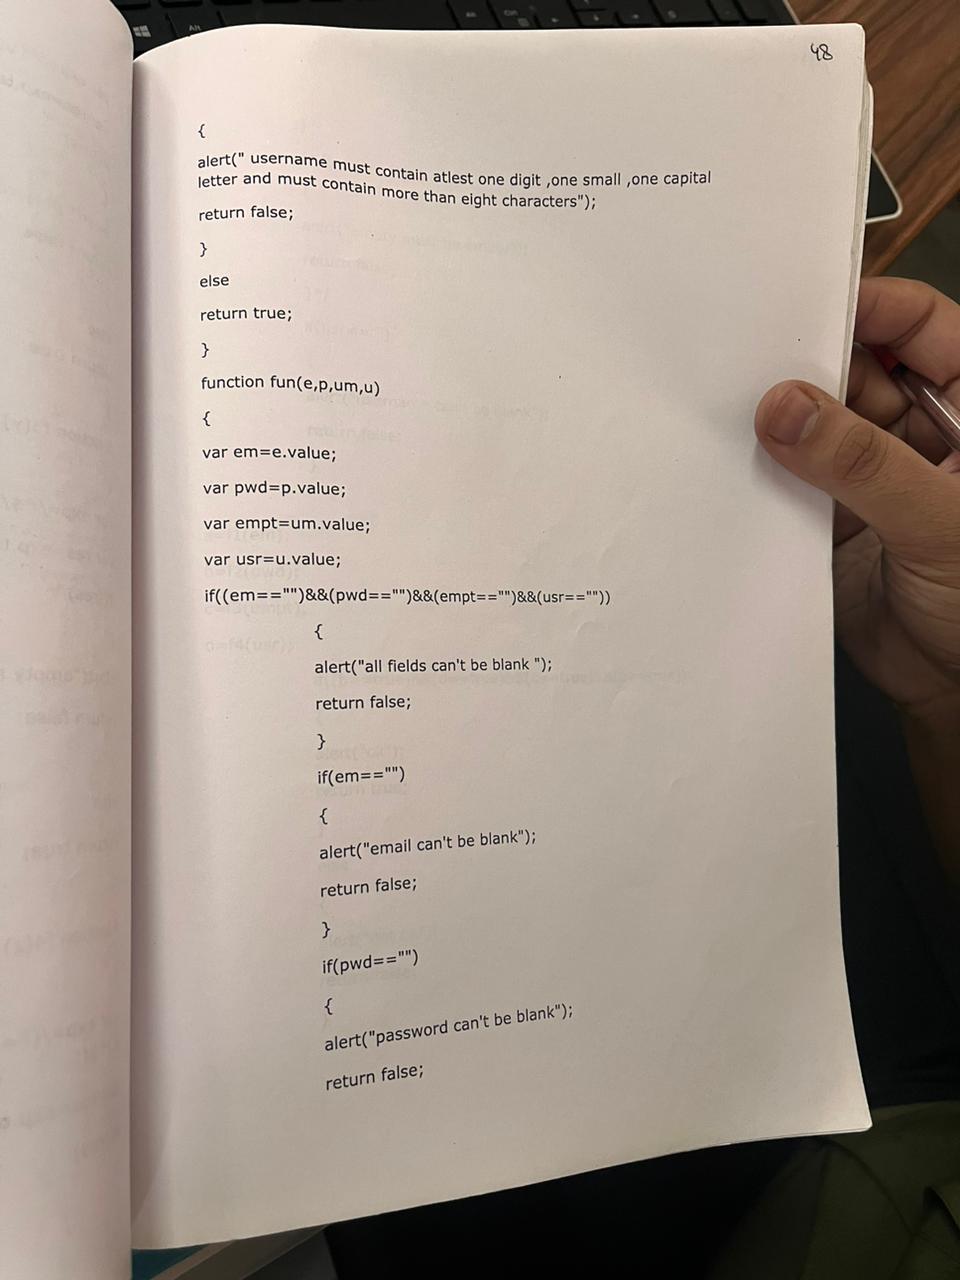 48
{
alert(" username must contain atlest one digit ,one small ,one capital
letter and must contain more than eight characters");
return false;
}
else
return true;
}
function fun(e,p,um,u)
{
var em=e.value;
var pwd=p.value;
var empt=um.value;
var usr=u.value;
if((em=="")&&(pwd=="")&&(empt=="")&&(usr==""))
{
alert("all fields can't be blank ");
return false;
}
if(em=="")
{
alert("email can't be blank");
return false;
}
if(pwd=="")
{
alert("password can't be blank");
return false;